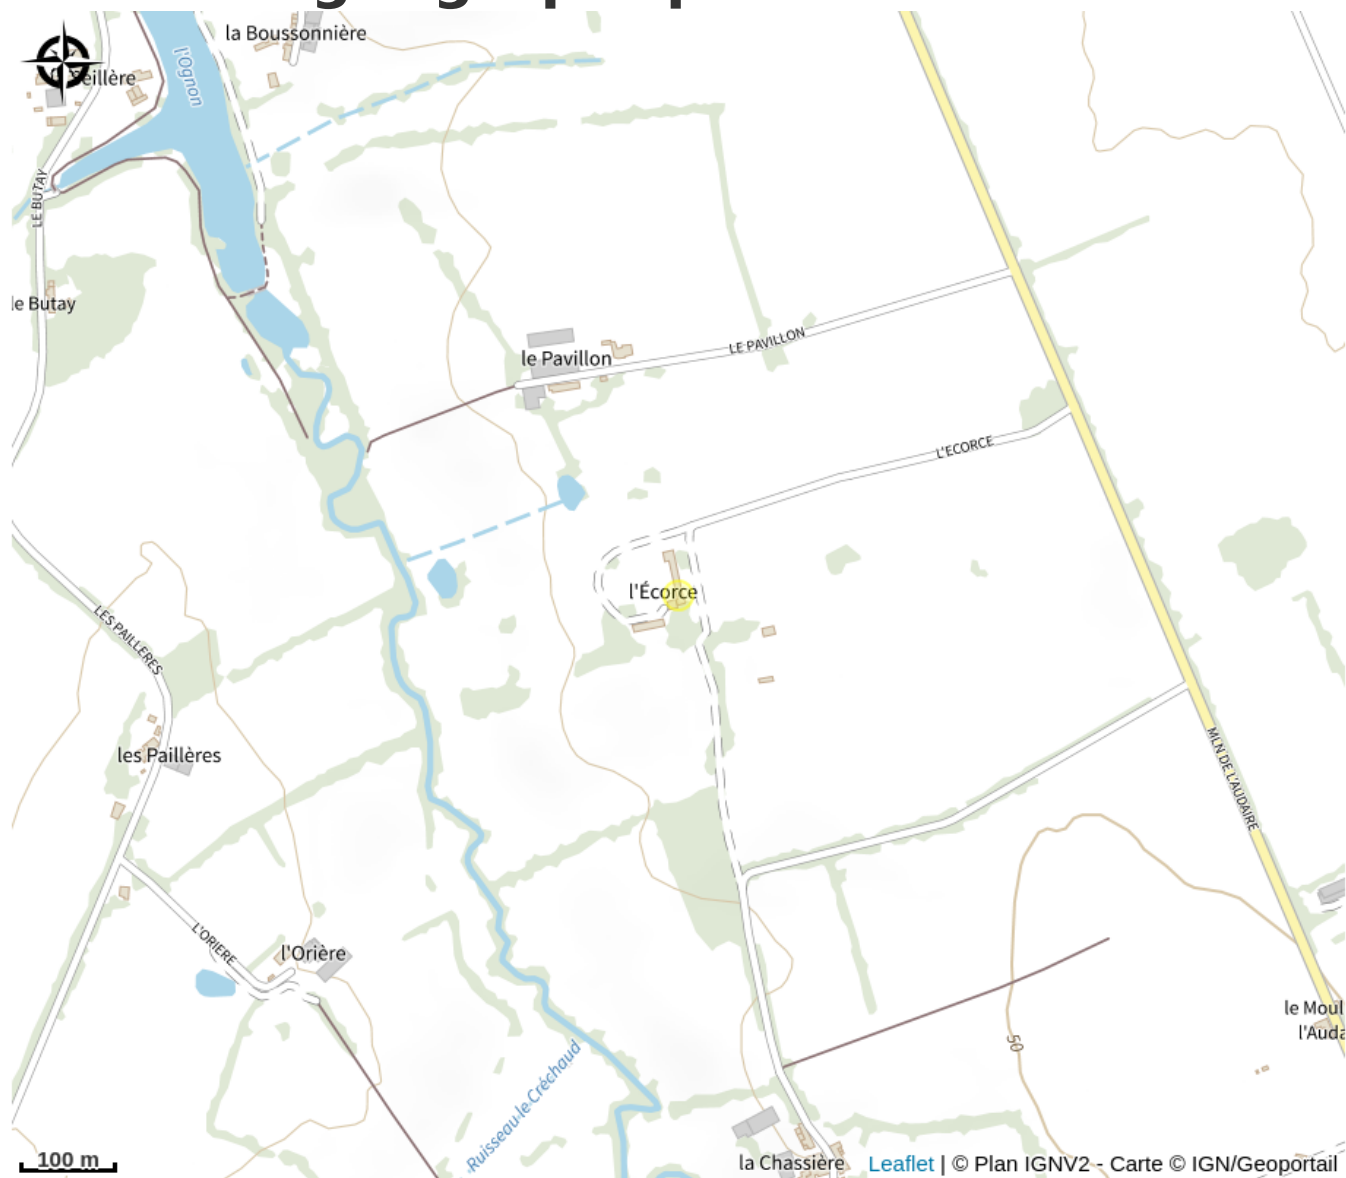 la Boussonnière
l'Ognon
LE BUTAY
le Butay
le Pavillon
LE PAVILLON
L'ECORCE
l'Écorce
LES PAILLERES
les Paillères
MLN DE L'AUDAIRE
L'ORIERE
l'Orière
le Moul
l'Auda
50
Ruisseau le Créchaud
100 m
la Chassière
Leaflet | © Plan IGNV2 - Carte © IGN/Geoportail